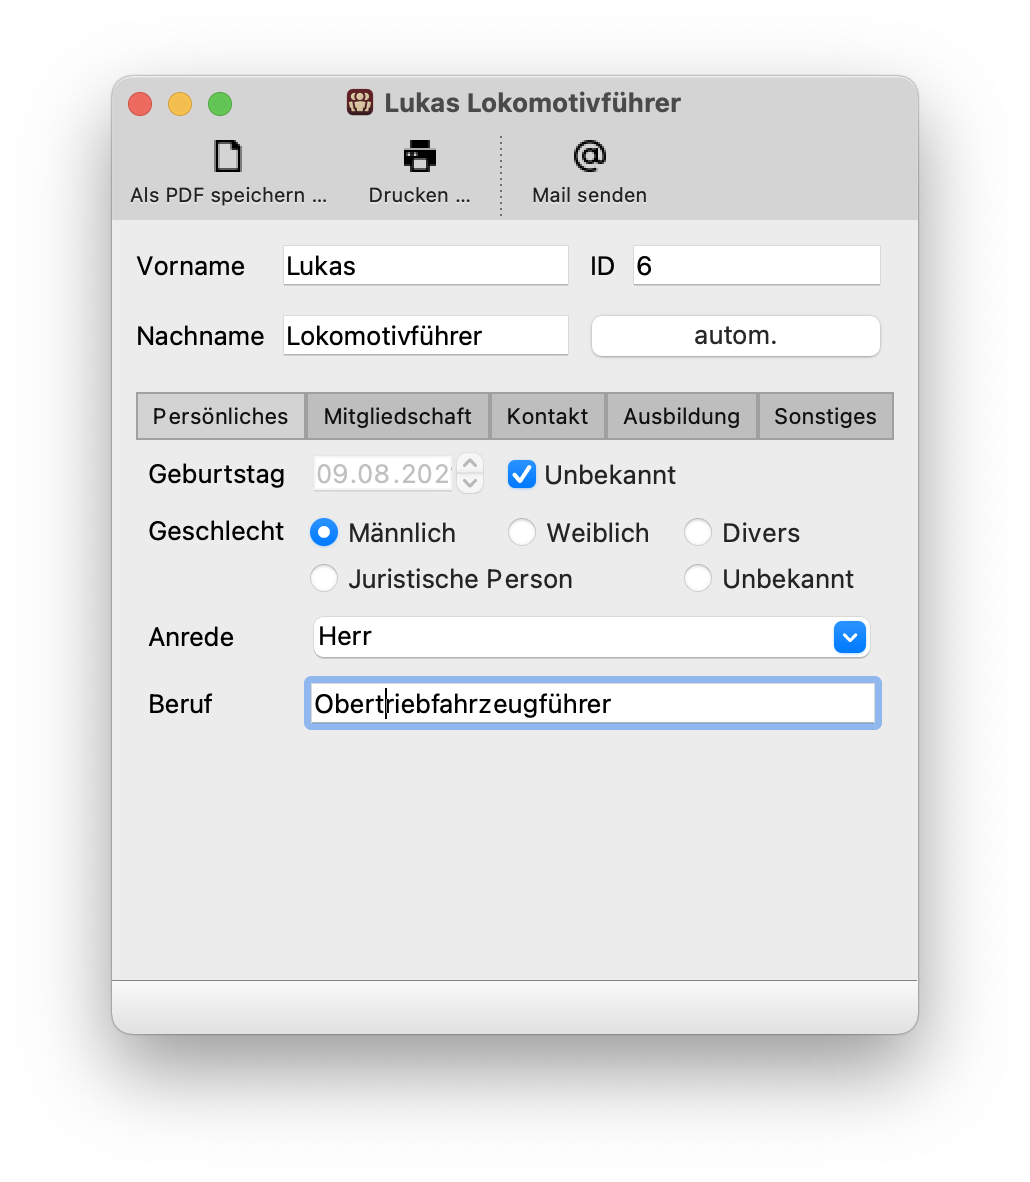 Lukas Lokomotivführer
Als PDF speichern ... Drucken ... Mail senden
Vorname Lukas ID 6
Nachname Lokomotivführer autom.
Persönliches Mitgliedschaft Kontakt Ausbildung Sonstiges
Geburtstag 09.08.202 Unbekannt
Geschlecht Männlich Weiblich Divers
Juristische Person Unbekannt
Anrede Herr
Beruf Obertriebfahrzeugführer